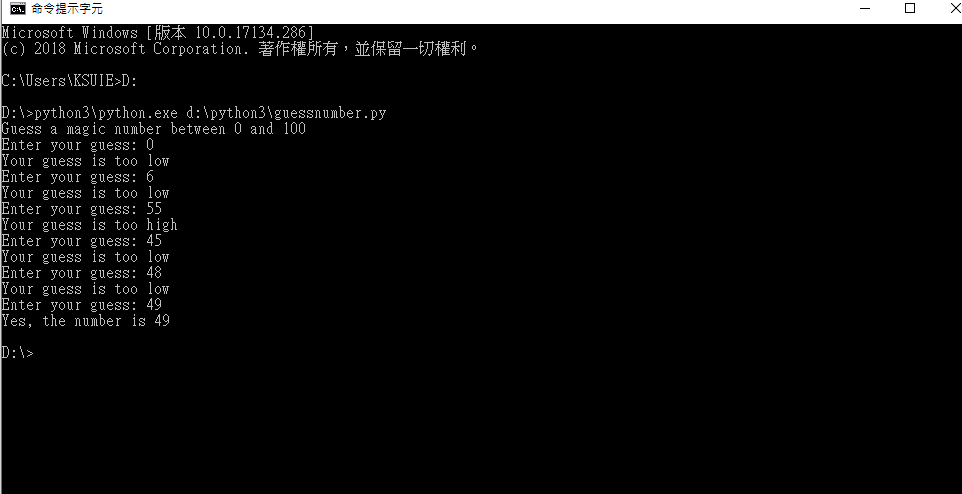 命令提示字元
Microsoft Windows [版本 10.0.17134.286]
(c) 2018 Microsoft Corporation. 著作權所有，並保留一切權利。
C:\Users\KSUIE>D:
D:\>python3\python.exe d:\python3\guessnumber.py
Guess a magic number between 0 and 100
Enter your guess: 0
Your guess is too low
Enter your guess: 6
Your guess is too low
Enter your guess: 55
Your guess is too high
Enter your guess: 45
Your guess is too low
Enter your guess: 48
Your guess is too low
Enter your guess: 49
Yes, the number is 49
D:\>